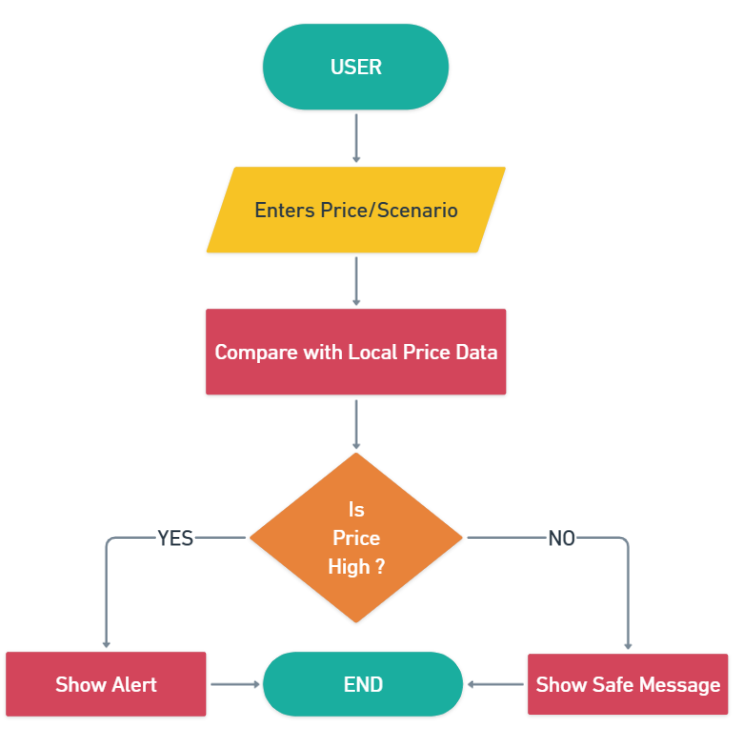 USER
Enters Price/Scenario
Compare with Local Price Data
Is
Price
High ?
YES
NO
Show Alert
END
Show Safe Message